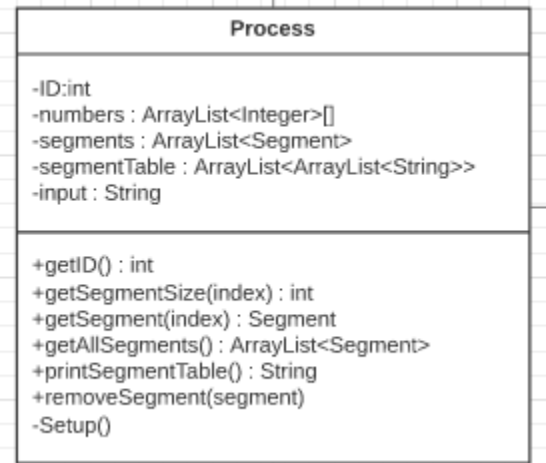 Process
-ID:int
-numbers : ArrayList<Integer>[]
-segments : ArrayList<Segment>
-segmentTable : ArrayList<ArrayList<String>>
-input : String
+getID() : int
+getSegmentSize(index) : int
+getSegment(index) : Segment
+getAllSegments() : ArrayList<Segment>
+printSegmentTable() : String
+removeSegment(segment)
-Setup()